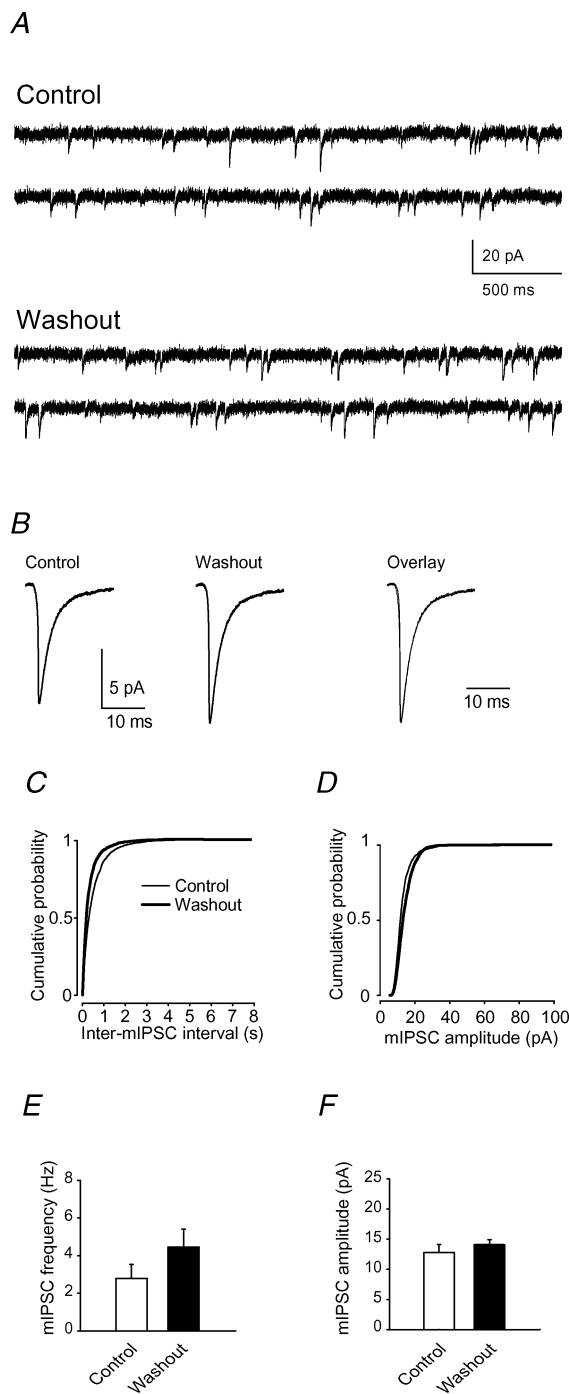 A
Control
20 pA
500 ms
Washout
B
Control
Washout
Overlay
5 pA
10 ms
10 ms
C
D
Cumulative probability
1
0.5
0
Control
Washout
0 1 2 3 4 5 6 7 8
Inter-mIPSC interval (s)
Cumulative probability
1
0.5
0
0 20 40 60 80 100
mIPSC amplitude (pA)
E
F
mIPSC frequency (Hz)
8
6
4
2
0
Control
Washout
mIPSC amplitude (pA)
25
20
15
10
5
0
Control
Washout